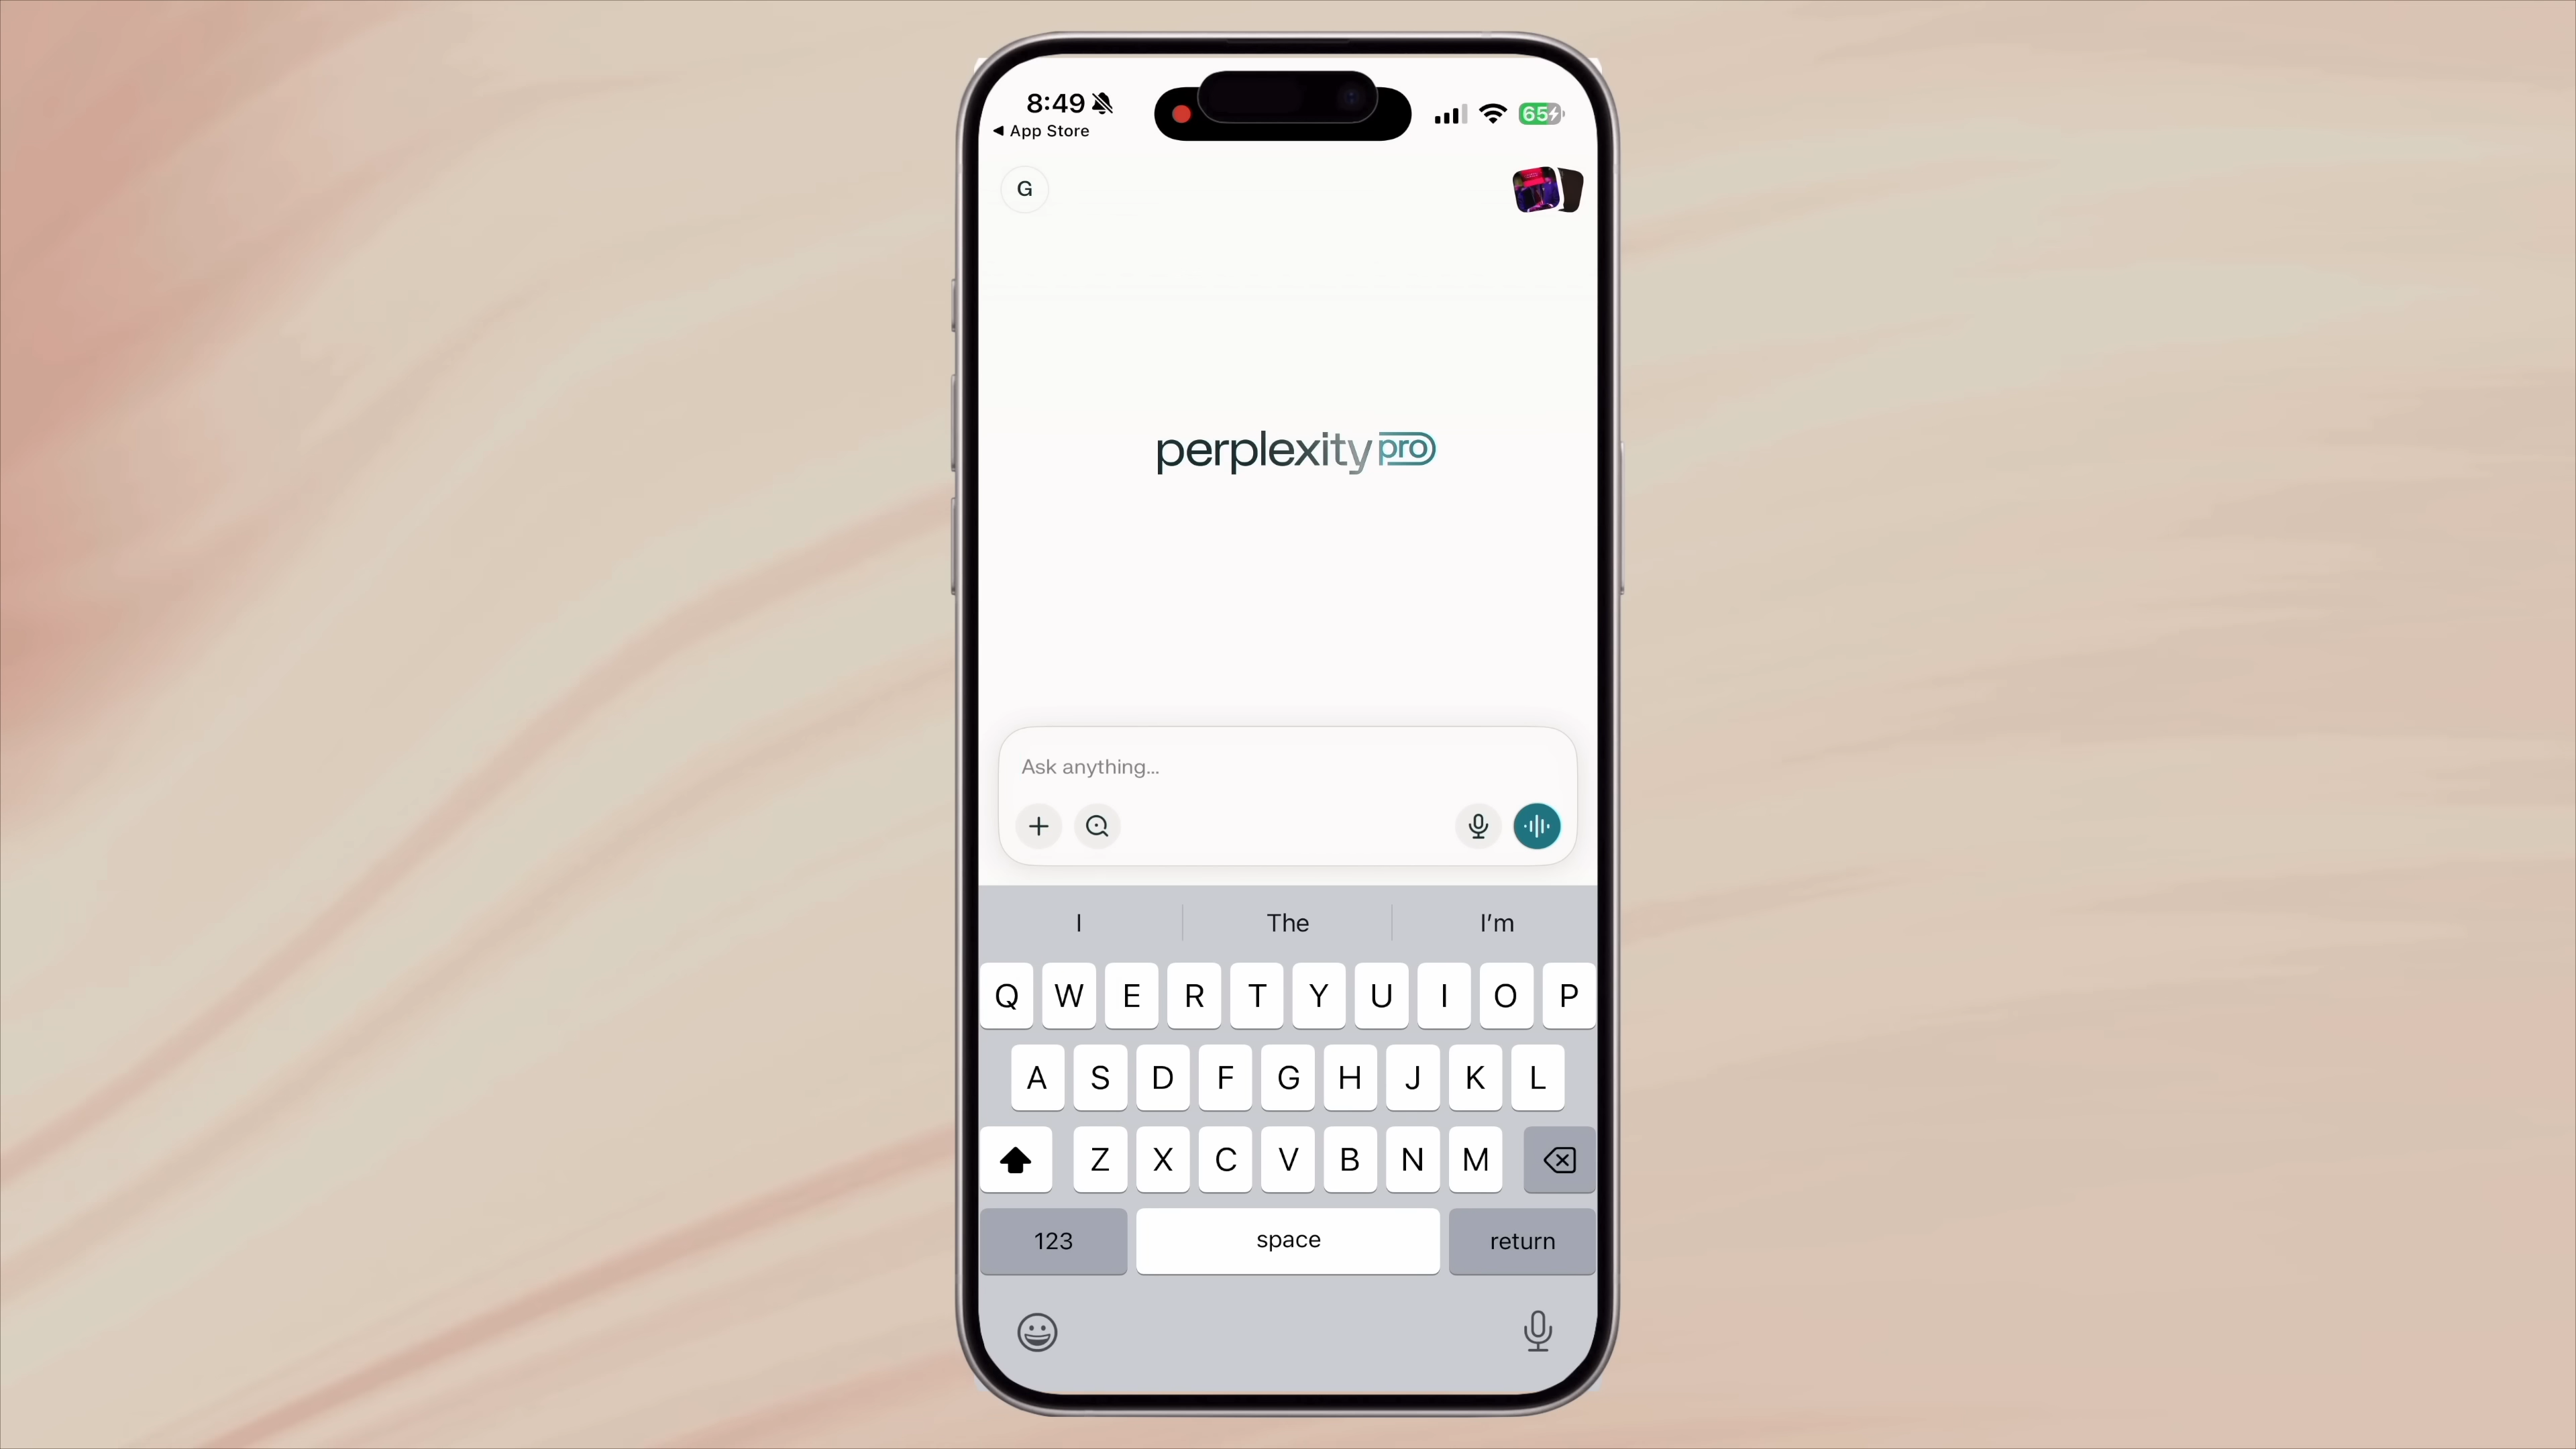 8:49
65
◀ App Store
G
perplexity pro
Ask anything...
I The I'm
Q W E R T Y U I O P
A S D F G H J K L
Z X C V B N M
123 space return